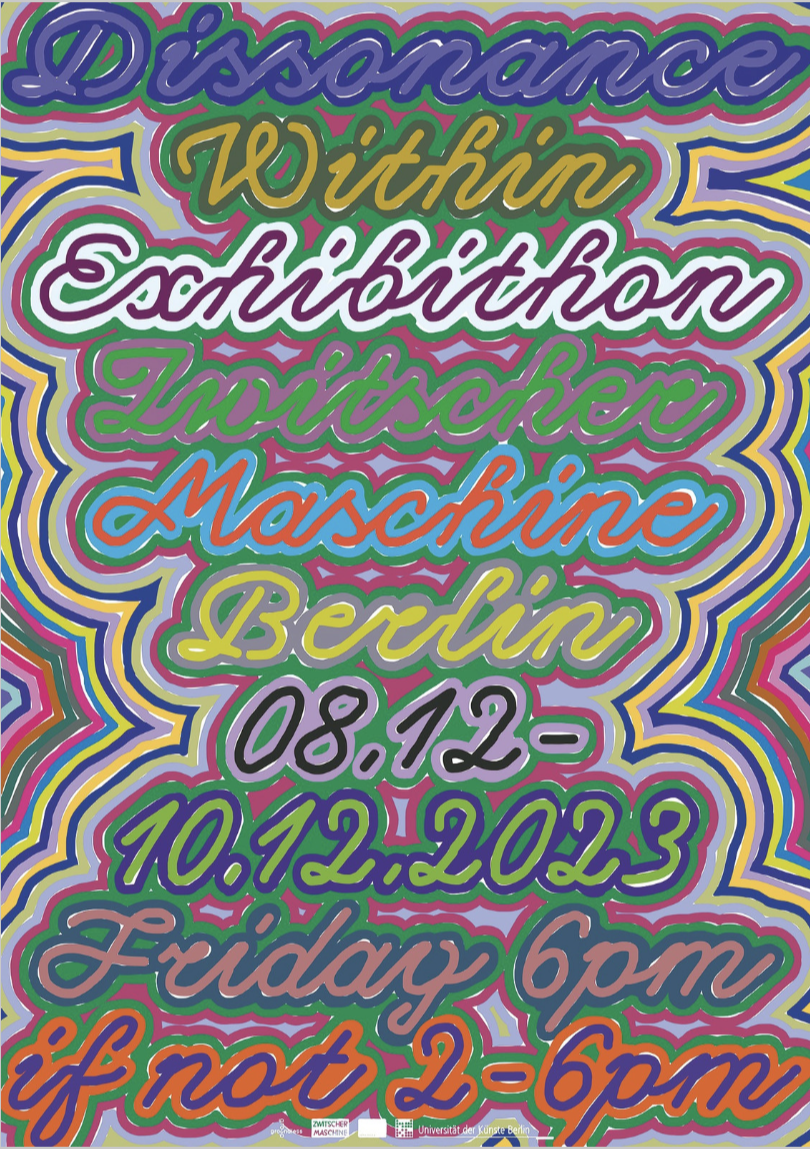 Dissonance
Within
Exhibithon
Zwitscher
Maschine
Berlin
08.12-
10.12.2023
Friday 6pm
if not 2-6pm
ZWITSCHER
MASCHINE
Universität der Künste Berlin